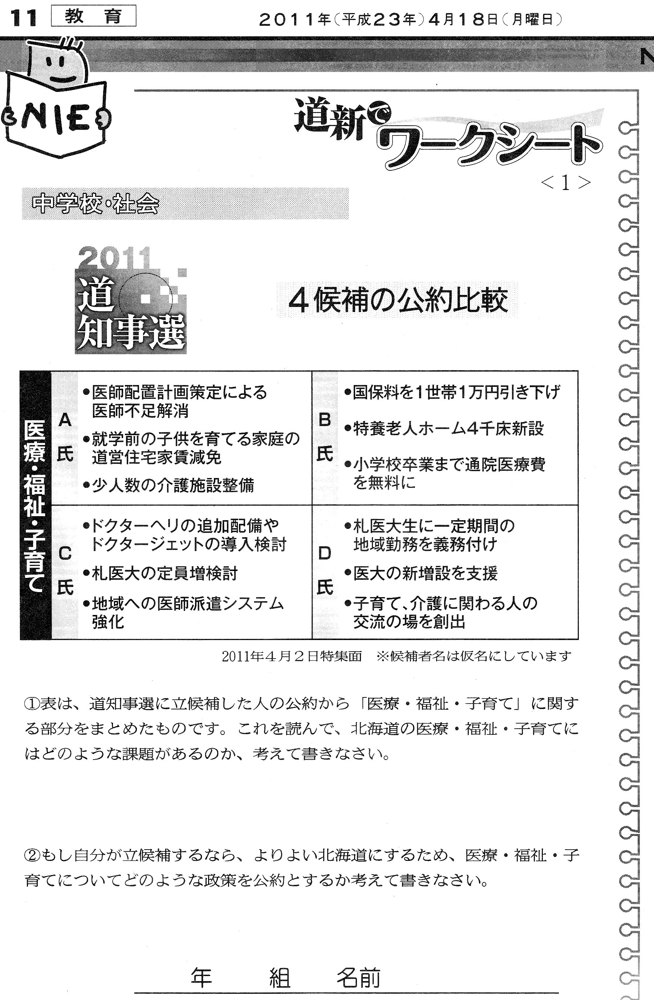 11 教育 2011年(平成23年)4月18日(月曜日)
NIE
道新で
ワークシート
<1>
中学校・社会
2011
道
知事選
4候補の公約比較
医療・福祉・子育て
A氏
●医師配置計画策定による
医師不足解消
●就学前の子供を育てる家庭の
道営住宅家賃減免
●少人数の介護施設整備
B氏
●国保料を1世帯1万円引き下げ
●特養老人ホーム4千床新設
●小学校卒業まで通院医療費
を無料に
C氏
●ドクターヘリの追加配備や
ドクタージェットの導入検討
●札医大の定員増検討
●地域への医師派遣システム
強化
D氏
●札医大生に一定期間の
地域勤務を義務付け
●医大の新増設を支援
●子育て、介護に関わる人の
交流の場を創出
2011年4月2日特集面 ※候補者名は仮名にしています
①表は、道知事選に立候補した人の公約から「医療・福祉・子育て」に関す
る部分をまとめたものです。これを読んで、北海道の医療・福祉・子育てに
はどのような課題があるのか、考えて書きなさい。
②もし自分が立候補するなら、よりよい北海道にするため、医療・福祉・子
育てについてどのような政策を公約とするか考えて書きなさい。
年 組 名前